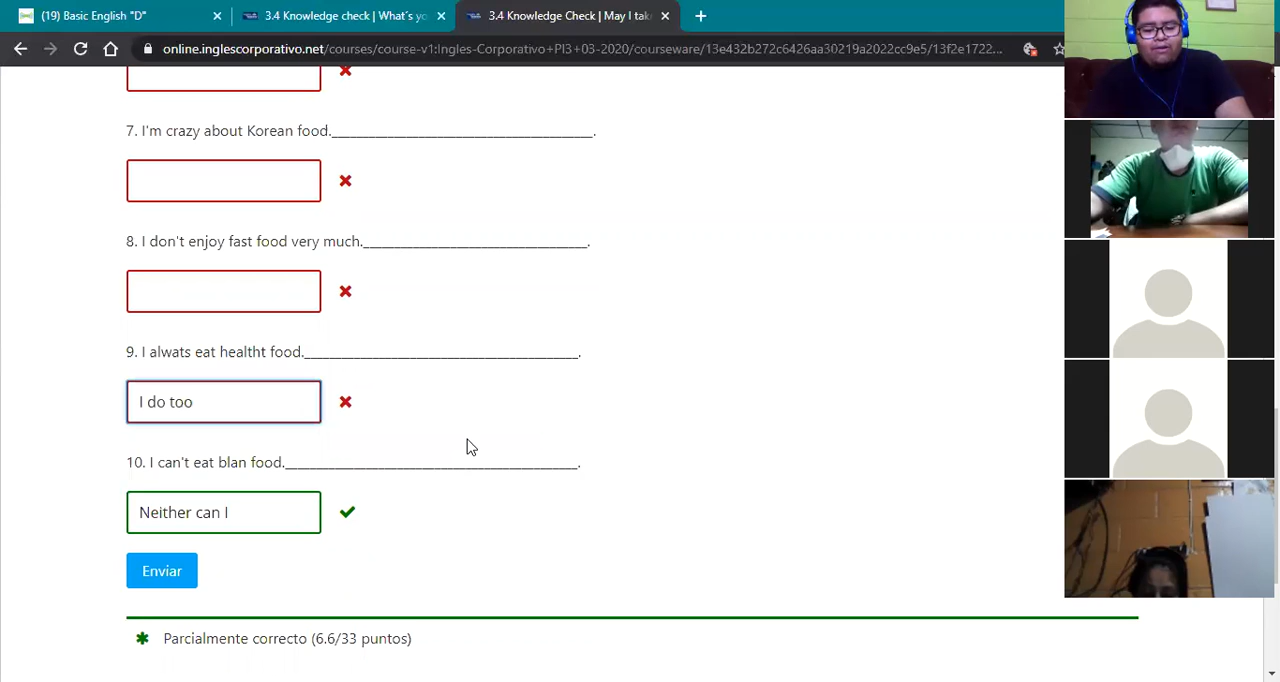 (19) Basic English "D"
3.4 Knowledge check | What's yo
3.4 Knowledge Check | May I tak
online.inglescorporativo.net/courses/course-v1:Ingles-Corporativo+PI3+03-2020/courseware/13e432b272c6426aa30219a2022cc9e5/13f2e1722...
7. I'm crazy about Korean food.____________________________________.
8. I don't enjoy fast food very much._______________________________.
9. I alwats eat healtht food.______________________________________.
I do too
10. I can't eat blan food.________________________________________.
Neither can I
Enviar
Parcialmente correcto (6.6/33 puntos)